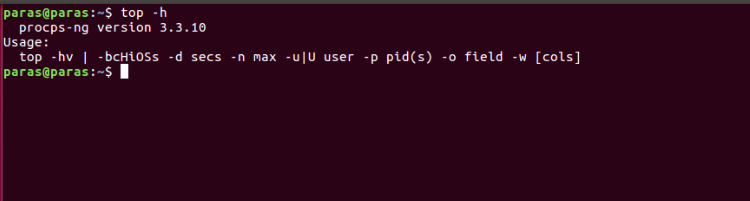 paras@paras:~$ top -h
  procps-ng version 3.3.10
Usage:
  top -hv | -bcHiOSs -d secs -n max -u|U user -p pid(s) -o field -w [cols]
paras@paras:~$